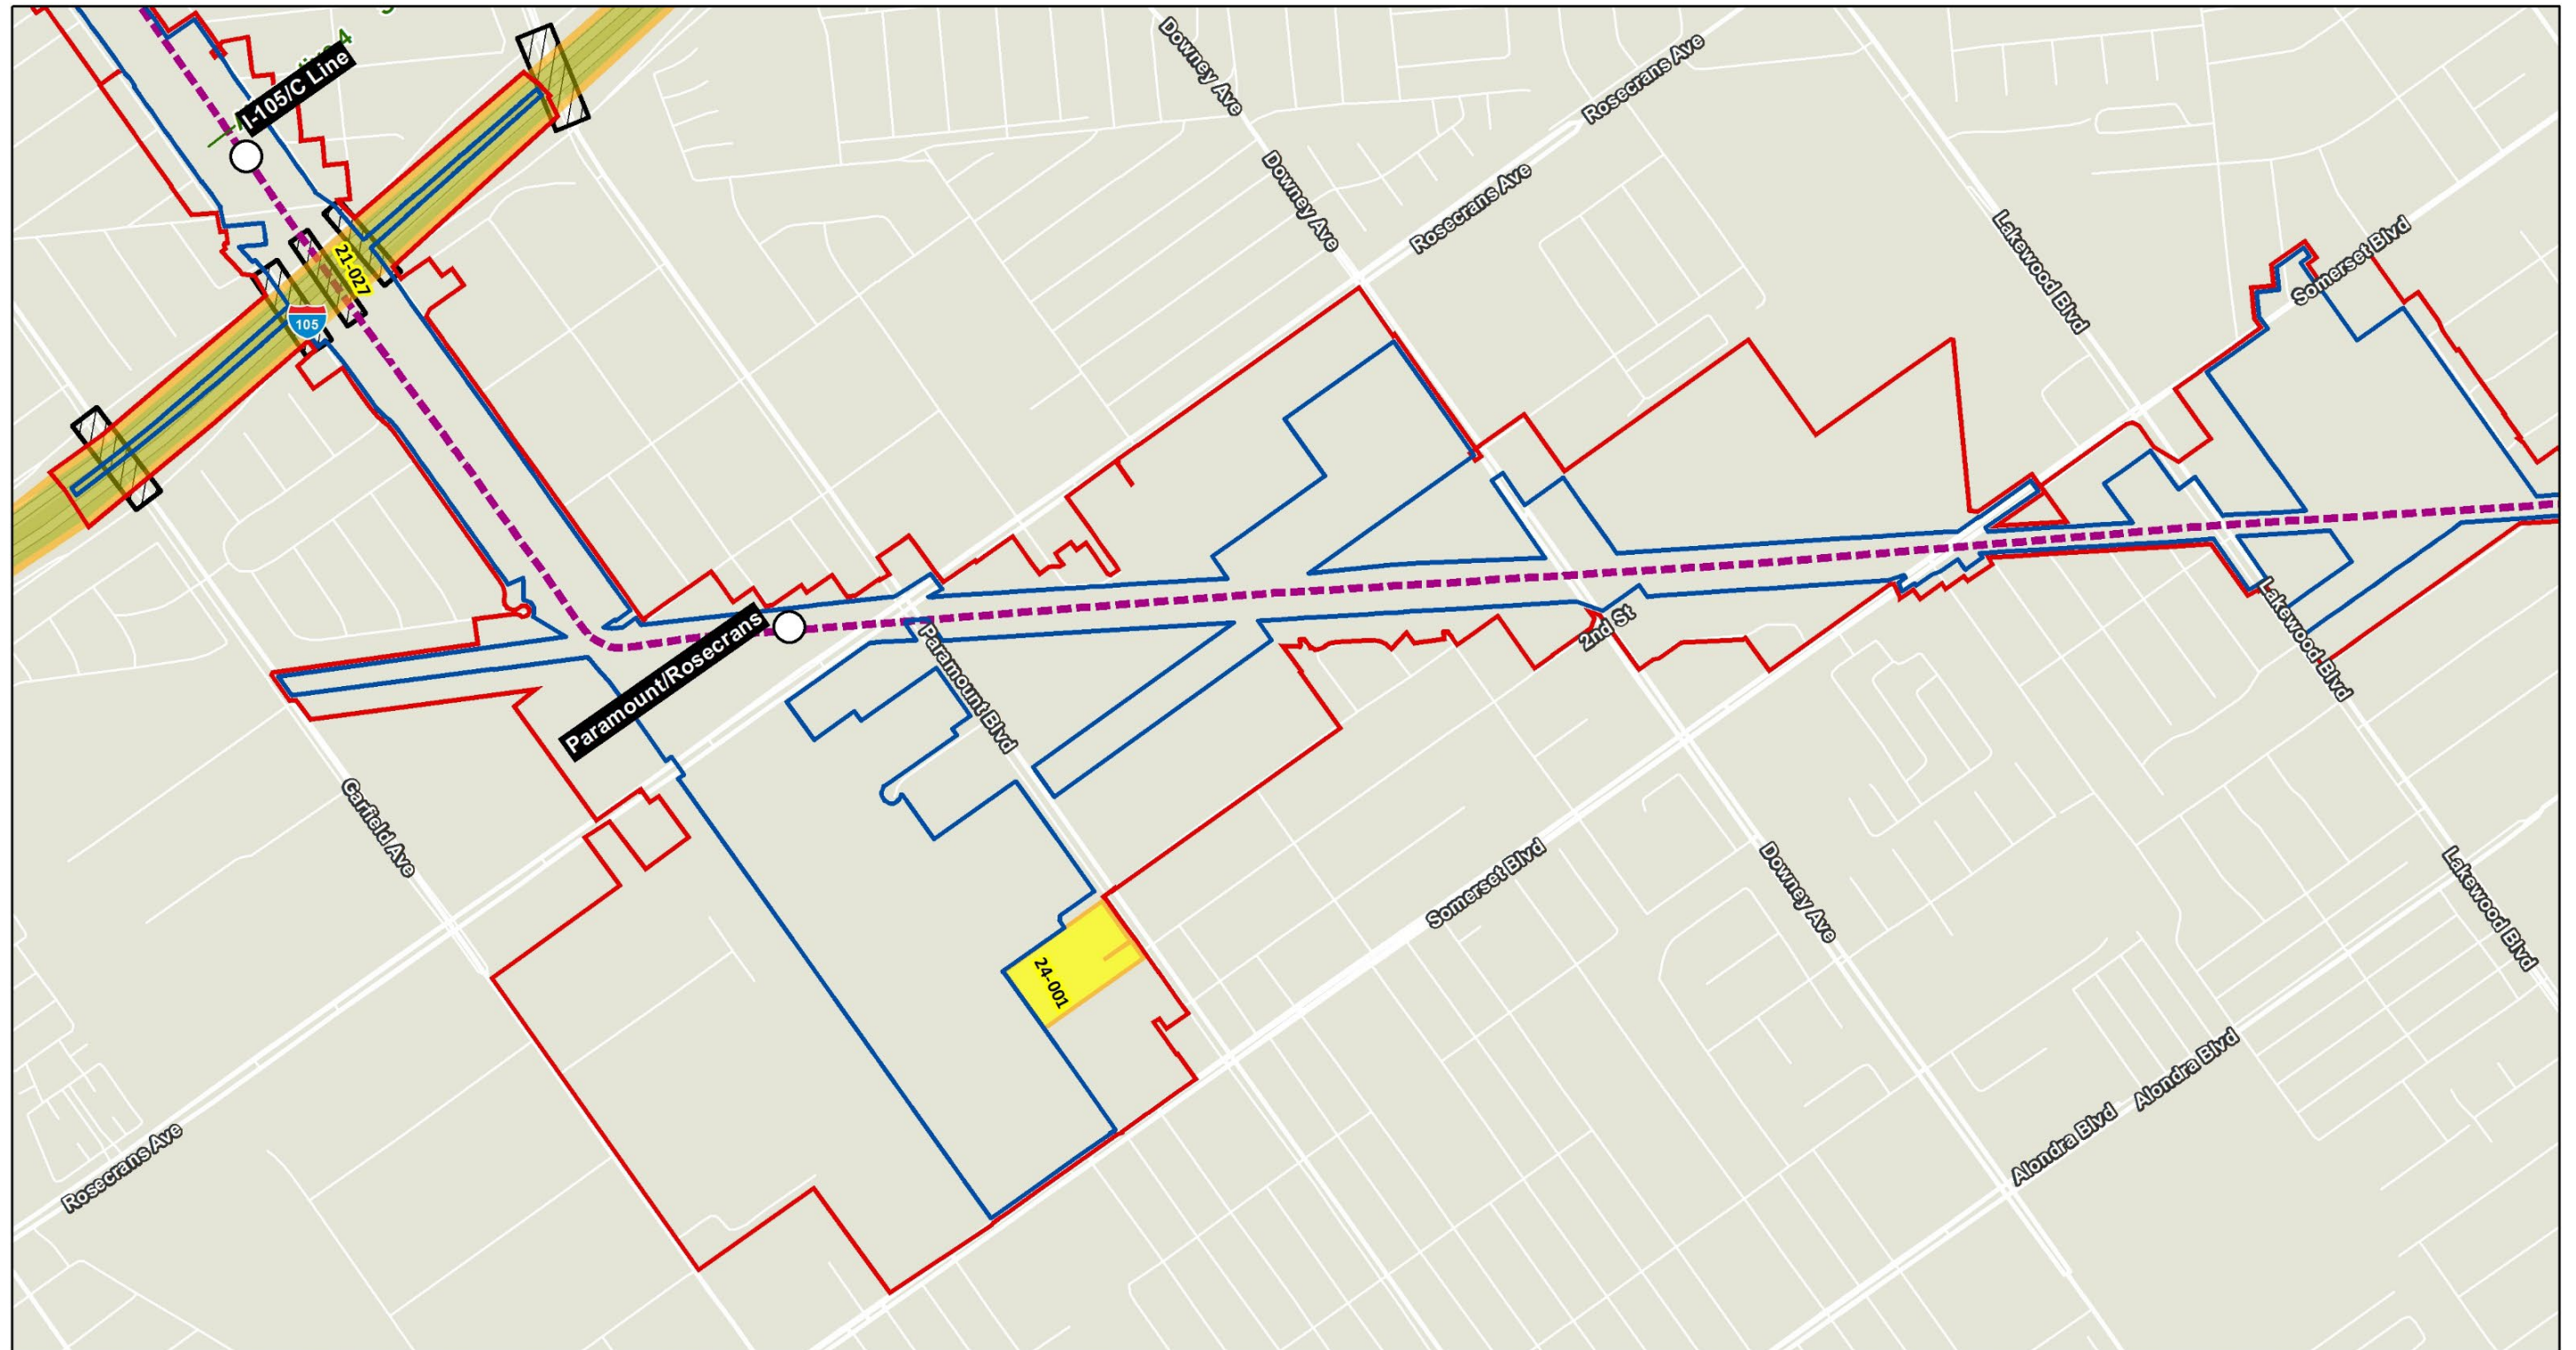 I-105/C Line
Downey Ave
Rosecrans Ave
Downey Ave
Rosecrans Ave
Lakewood Blvd
Somerset Blvd
21-027
105
Paramount/Rosecrans
Paramount Blvd
2nd St
Lakewood Blvd
Garfield Ave
Somerset Blvd
Downey Ave
Lakewood Blvd
24-001
Rosecrans Ave
Alondra Blvd
Alondra Blvd